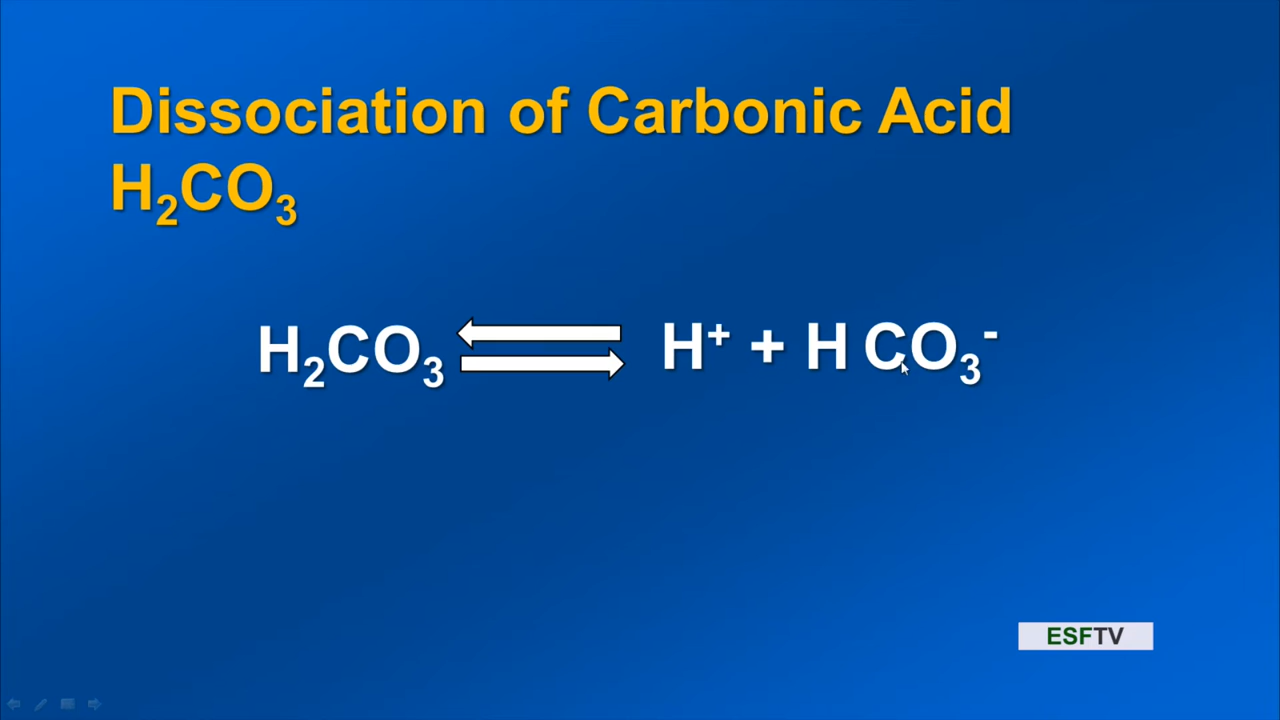 Dissociation of Carbonic Acid
H₂CO₃
H₂CO₃ ⇄ H⁺ + H CO₃⁻
ESFTV